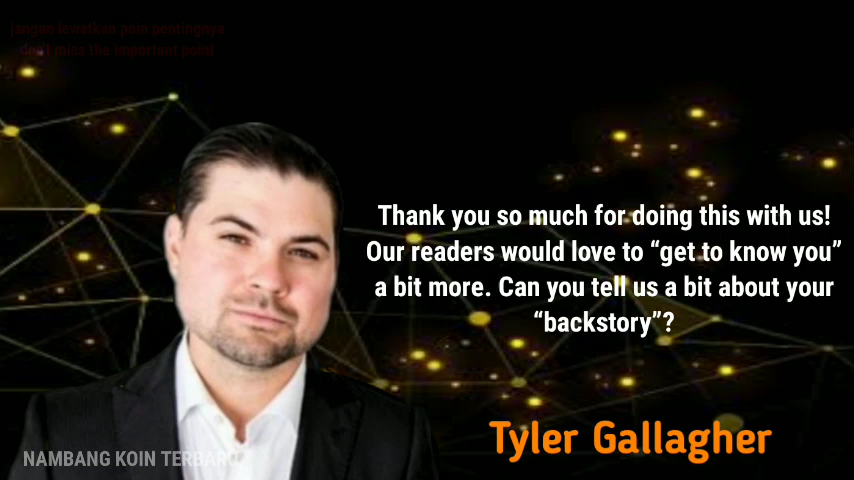 jangan lewatkan poin pentingnya
don't miss the important point
Thank you so much for doing this with us!
Our readers would love to “get to know you”
a bit more. Can you tell us a bit about your
“backstory”?
Tyler Gallagher
NAMBANG KOIN TERBARU